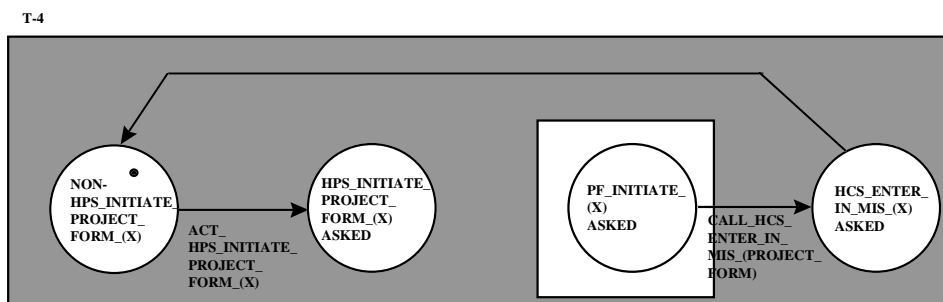 T-4
NON-
HPS_INITIATE_
PROJECT_
FORM_(X)
ACT_
HPS_INITIATE_
PROJECT_
FORM_(X)
HPS_INITIATE_
PROJECT_
FORM_(X)
ASKED
PF_INITIATE_
(X)
ASKED
CALL_HCS_
ENTER_IN_
MIS_(PROJECT_
FORM)
HCS_ENTER_
IN_MIS_(X)
ASKED